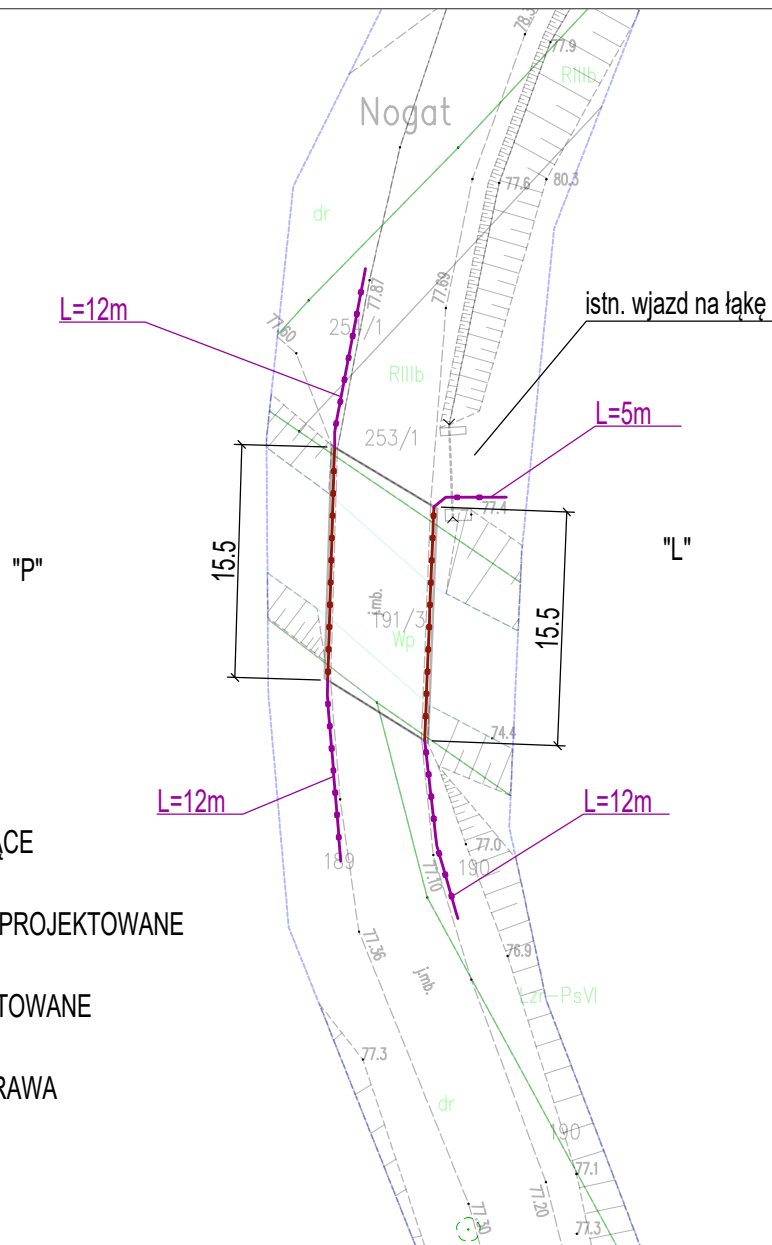 78.3
77.9
RIIIb
Nogat
77.6
80.3
dr
77.87
77.69
L=12m
istn. wjazd na łąkę
77.60
254/1
RIIIb
L=5m
253/1
77.4
"P"
15.5
"L"
j.mb.
191/3
15.5
Wp
74.4
L=12m
L=12m
ĄCE
77.0
189
190
77.10
PROJEKTOWANE
77.36
76.9
j.mb.
Lzr-PsVI
TOWANE
77.3
RAWA
dr
190
77.1
77.20
77.30
77.3